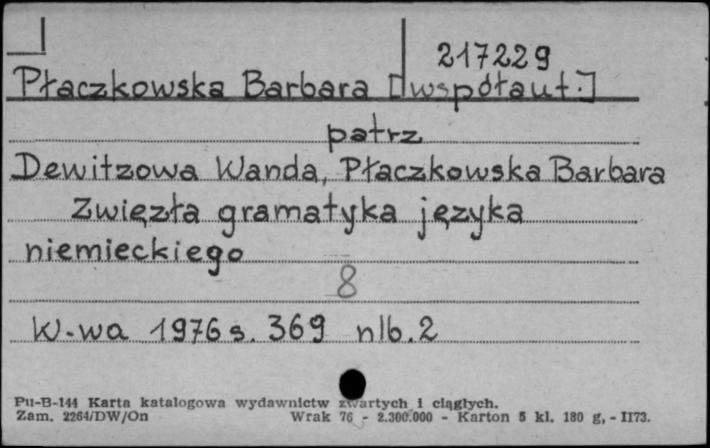 217229
Płaczkowska Barbara [współaut.]
patrz
Dewitzowa Wanda, Płaczkowska Barbara
Zwięzła gramatyka języka
niemieckiego
8
W-wa 1976 s. 369 nlb. 2
Pu-B-144 Karta katalogowa wydawnictw zwartych i ciągłych.
Zam. 2264/DW/On Wrak 76 - 2.300.000 - Karton 5 kl. 180 g, - II73.